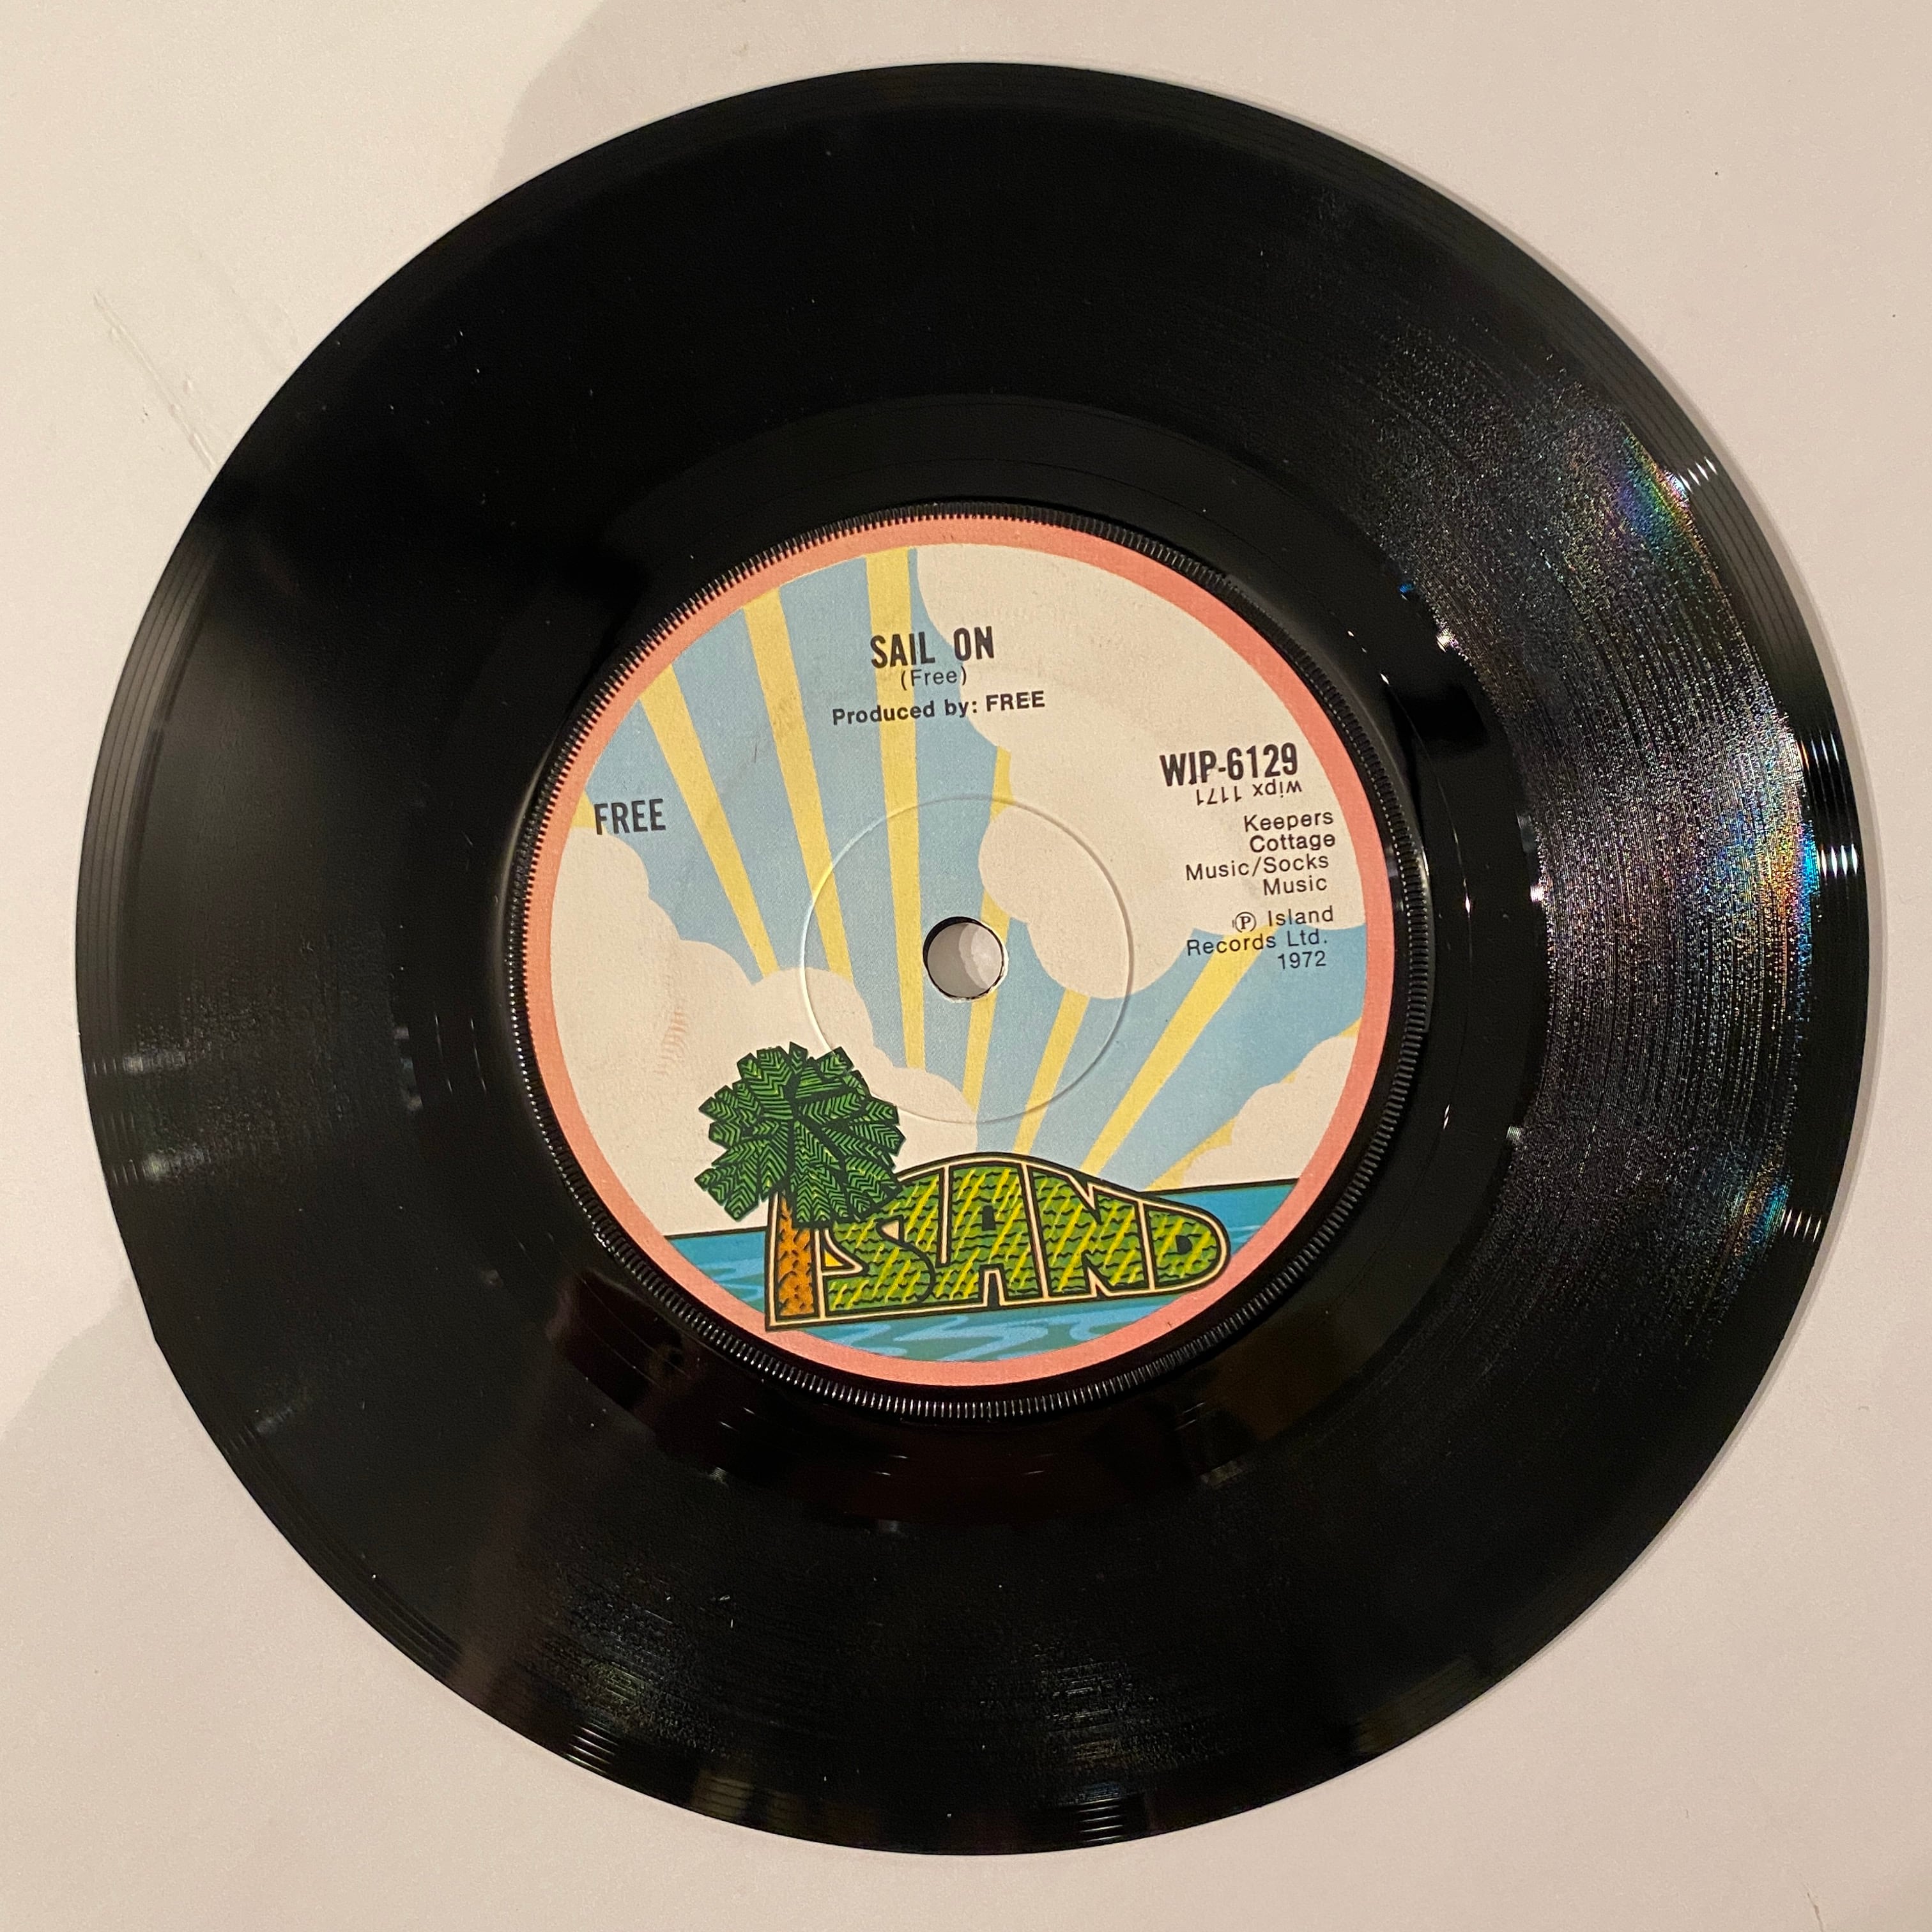 SAIL ON
(Free)
Produced by: FREE
FREE
WIP-6129
wipx 1171
Keepers
Cottage
Music/Socks
Music
℗ Island
Records Ltd.
1972
ISLAND